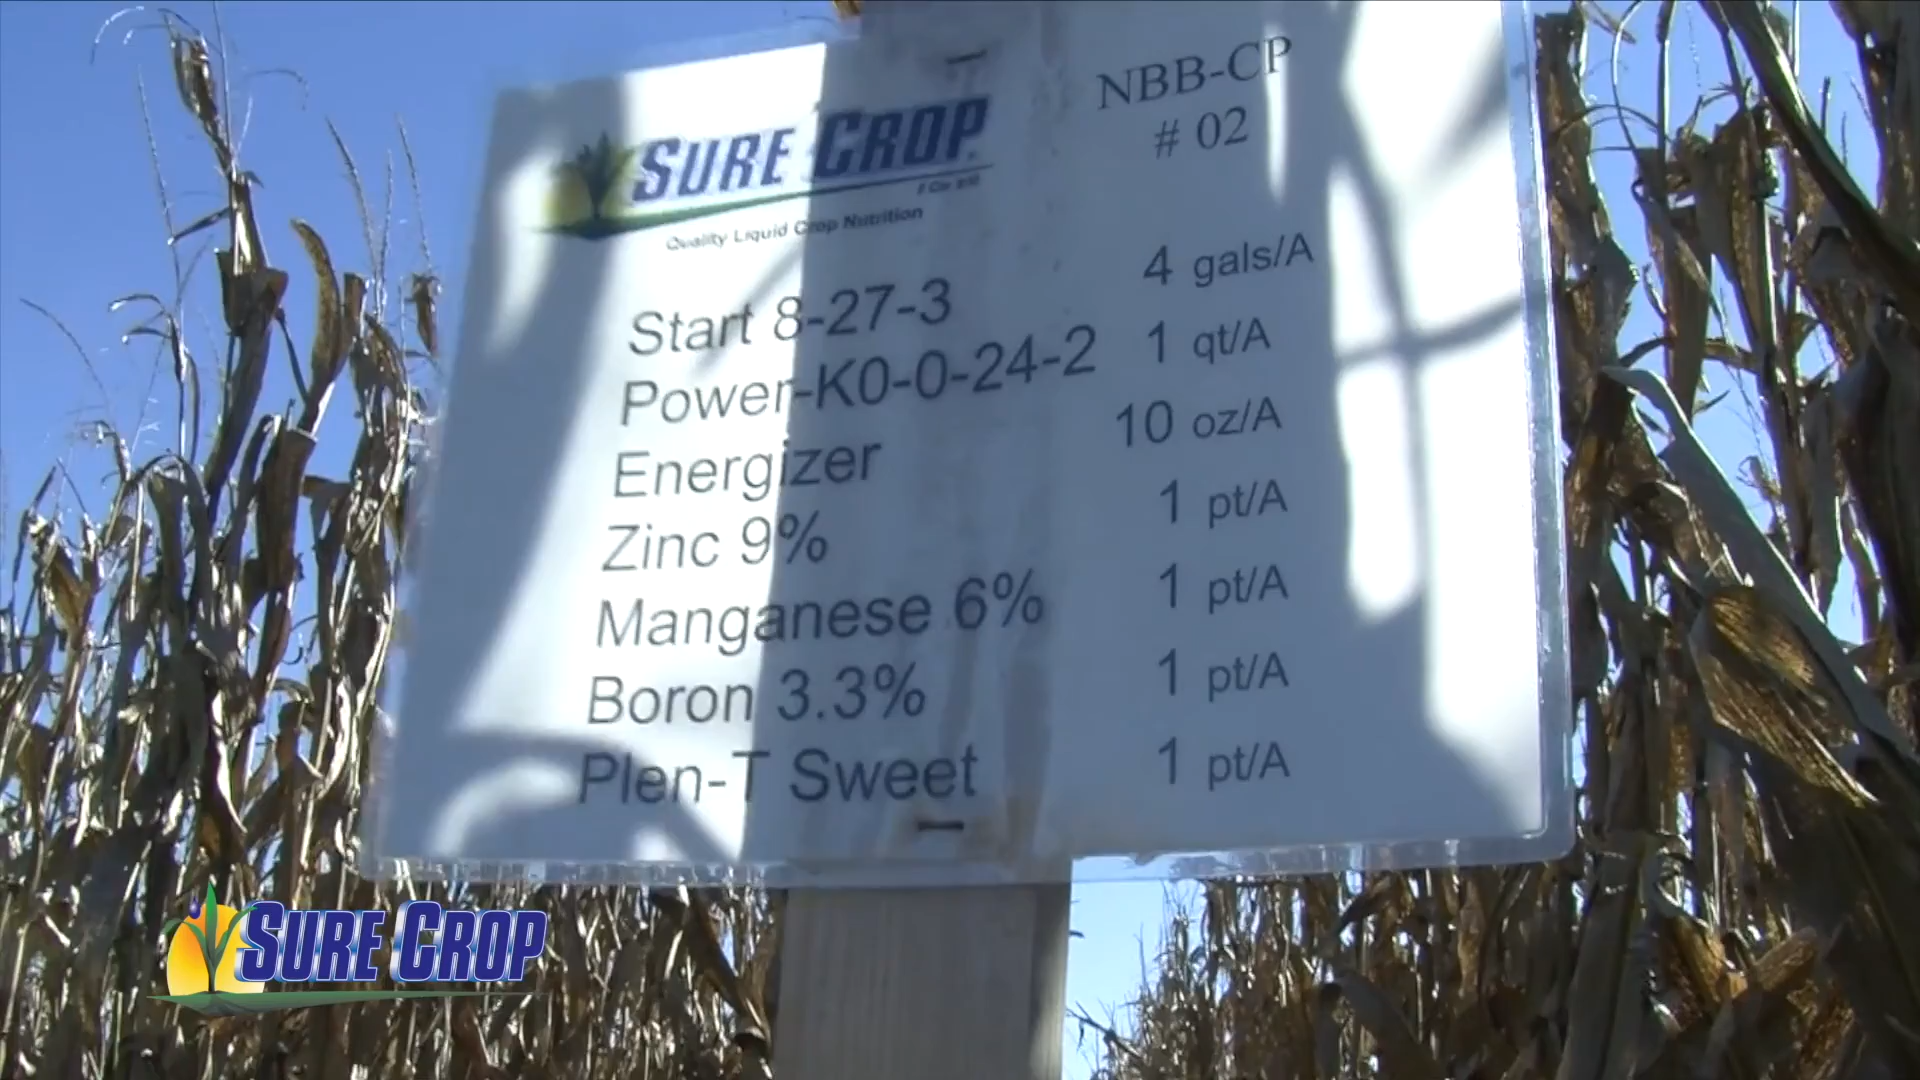 NBB-CP
# 02
SURE CROP
Quality Liquid Crop Nutrition
Start 8-27-3 4 gals/A
Power-K0-0-24-2 1 qt/A
Energizer 10 oz/A
Zinc 9% 1 pt/A
Manganese 6% 1 pt/A
Boron 3.3% 1 pt/A
Plen-T Sweet 1 pt/A
SURE CROP